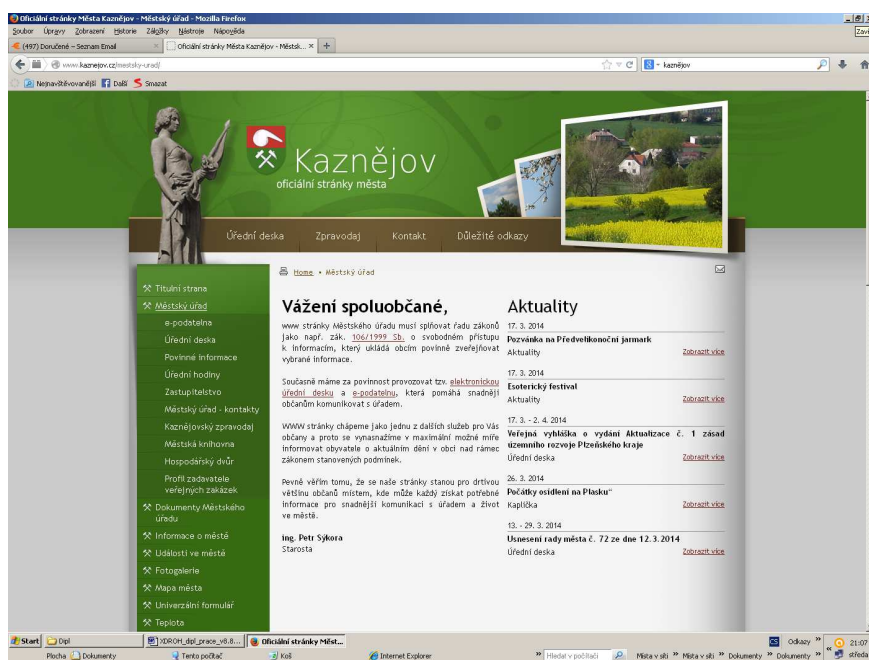 Oficiální stránky Města Kaznějov - Městský úřad - Mozilla Firefox
Soubor Úpravy Zobrazení Historie Záložky Nástroje Nápověda
Zaví
(497) Doručené – Seznam Email
Oficiální stránky Města Kaznějov - Městsk...
www.kaznejov.cz/mestsky-urad/
kaznějov
Nejnavštěvovanější Další Smazat
Kaznějov
oficiální stránky města
Úřední deska Zpravodaj Kontakt Důležité odkazy
Home • Městský úřad
Titulní strana
Městský úřad
e-podatelna
Úřední deska
Povinné informace
Úřední hodiny
Zastupitelstvo
Městský úřad - kontakty
Kaznějovský zpravodaj
Městská knihovna
Hospodářský dvůr
Profil zadavatele
veřejných zakázek
Dokumenty Městského
úřadu
Informace o městě
Události ve městě
Fotogalerie
Mapa města
Univerzální formulář
Teplota
Vážení spoluobčané,
www stránky Městského úřadu musí splňovat řadu zákonů
jako např. zák. 106/1999 Sb. o svobodném přístupu
k informacím, který ukládá obcím povinně zveřejňovat
vybrané informace.
Současně máme za povinnost provozovat tzv. elektronickou
úřední desku a e-podatelnu, která pomáhá snadněji
občanům komunikovat s úřadem.
WWW stránky chápeme jako jednu z dalších služeb pro Vás
občany a proto se vynasnažíme v maximální možné míře
informovat obyvatele o aktuálním dění v obci nad rámec
zákonem stanovených podmínek.
Pevně věřím tomu, že se naše stránky stanou pro drtivou
většinu občanů místem, kde může každý získat potřebné
informace pro snadnější komunikaci s úřadem a život
ve městě.
ing. Petr Sýkora
Starosta
Aktuality
17. 3. 2014
Pozvánka na Předvelikonoční jarmark
Aktuality Zobrazit více
17. 3. 2014
Esoterický festival
Aktuality Zobrazit více
17. 3. - 2. 4. 2014
Veřejná vyhláška o vydání Aktualizace č. 1 zásad
územního rozvoje Plzeňského kraje
Úřední deska Zobrazit více
26. 3. 2014
Počátky osídlení na Plasku"
Kaplička Zobrazit více
13. - 29. 3. 2014
Usnesení rady města č. 72 ze dne 12.3.2014
Úřední deska Zobrazit více
Start Dipl XDROH_dipl_prace_v8.8... Oficiální stránky Měst... CS Odkazy » 21:07
Plocha Dokumenty Tento počítač Koš Internet Explorer » Hledat v počítači Místa v síti » Místa v síti » Dokumenty » Dokumenty » středa